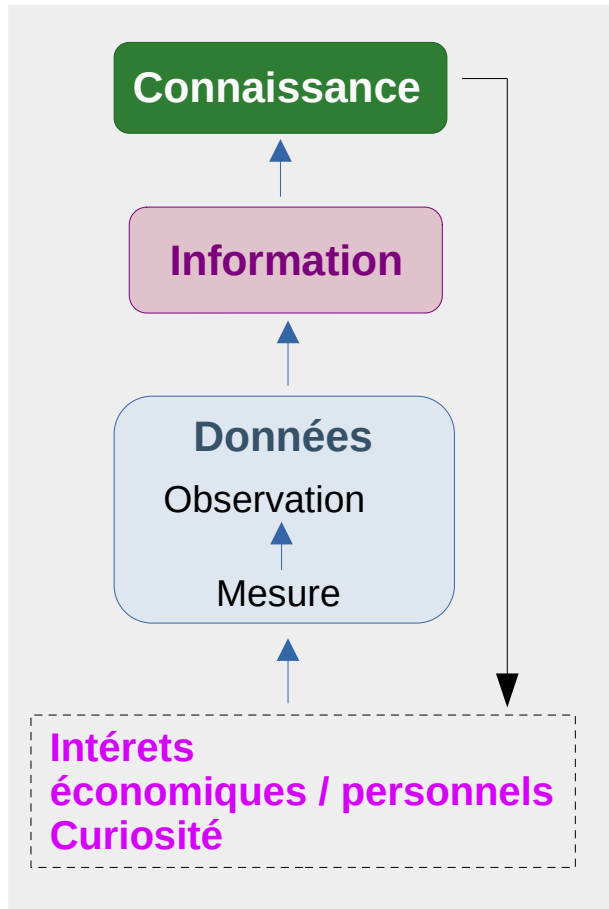 Connaissance
Information
Données
Observation
Mesure
Intérets
économiques / personnels
Curiosité